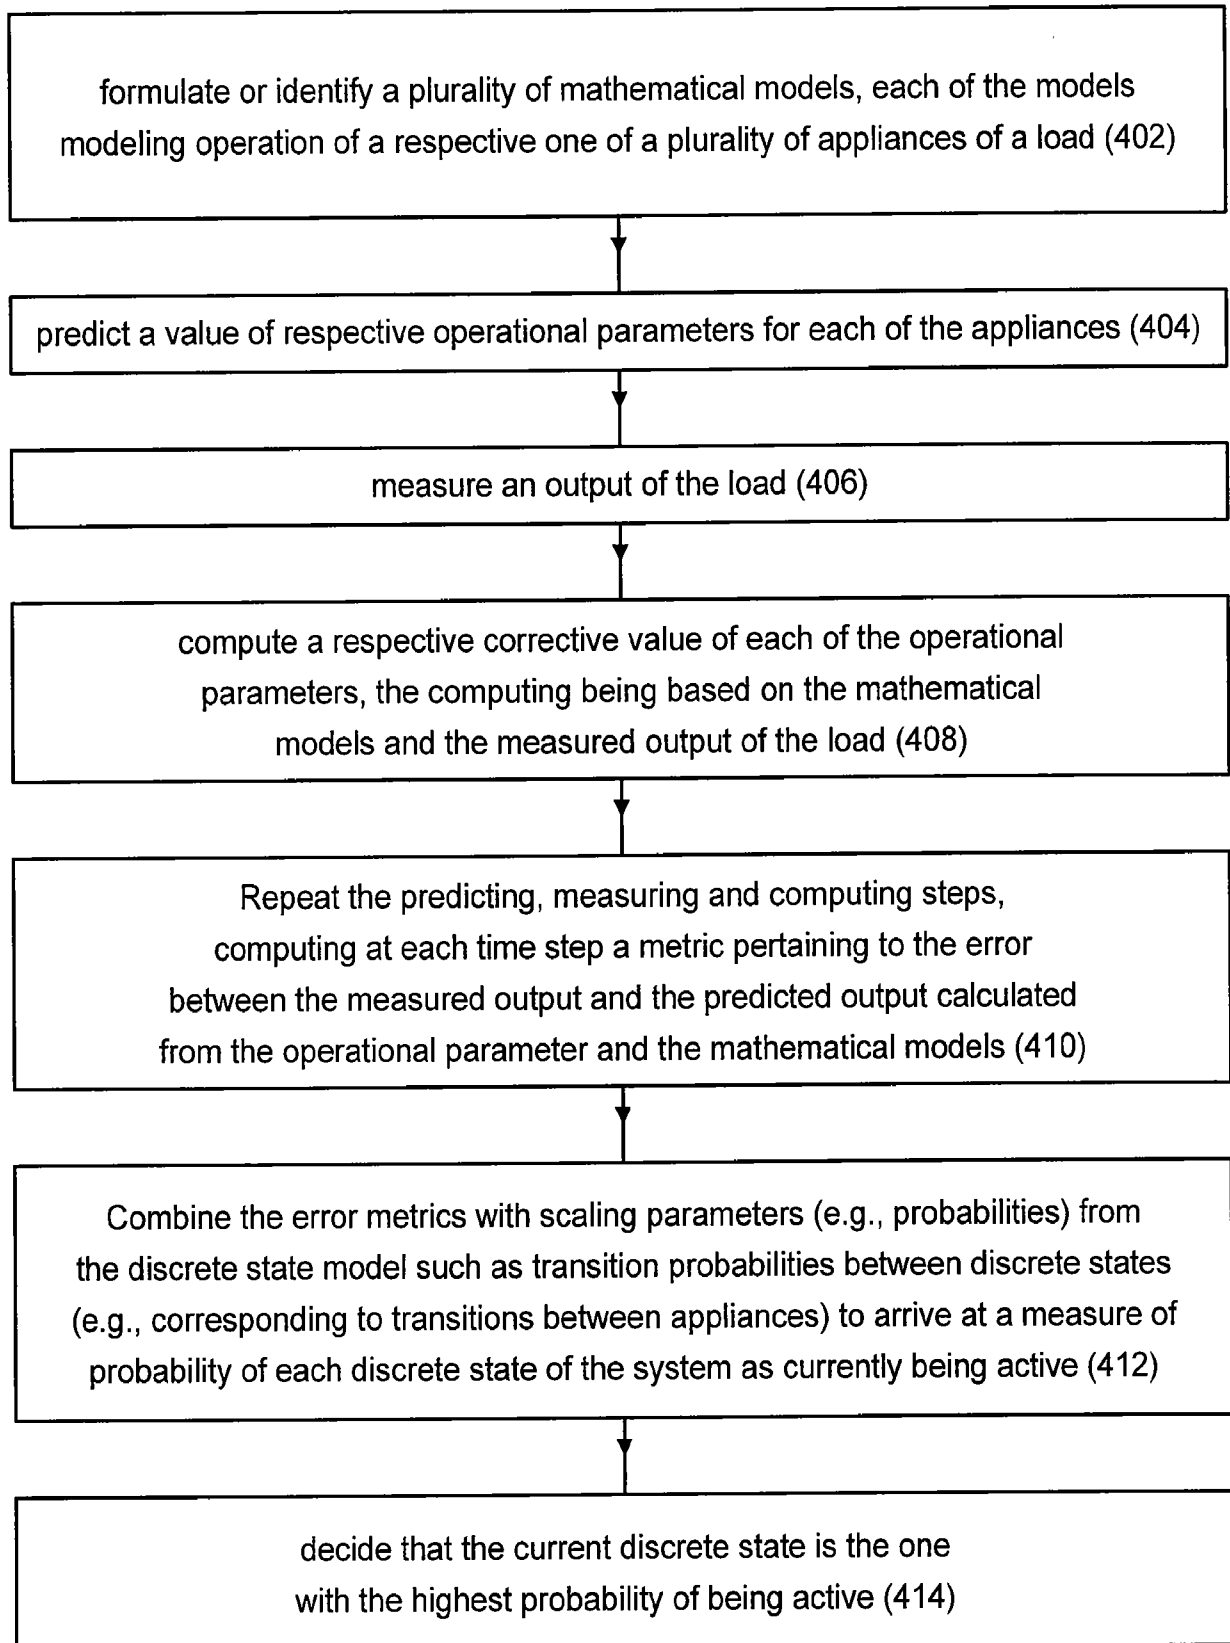 formulate or identify a plurality of mathematical models, each of the models
modeling operation of a respective one of a plurality of appliances of a load (402)
predict a value of respective operational parameters for each of the appliances (404)
measure an output of the load (406)
compute a respective corrective value of each of the operational
parameters, the computing being based on the mathematical
models and the measured output of the load (408)
Repeat the predicting, measuring and computing steps,
computing at each time step a metric pertaining to the error
between the measured output and the predicted output calculated
from the operational parameter and the mathematical models (410)
Combine the error metrics with scaling parameters (e.g., probabilities) from
the discrete state model such as transition probabilities between discrete states
(e.g., corresponding to transitions between appliances) to arrive at a measure of
probability of each discrete state of the system as currently being active (412)
decide that the current discrete state is the one
with the highest probability of being active (414)